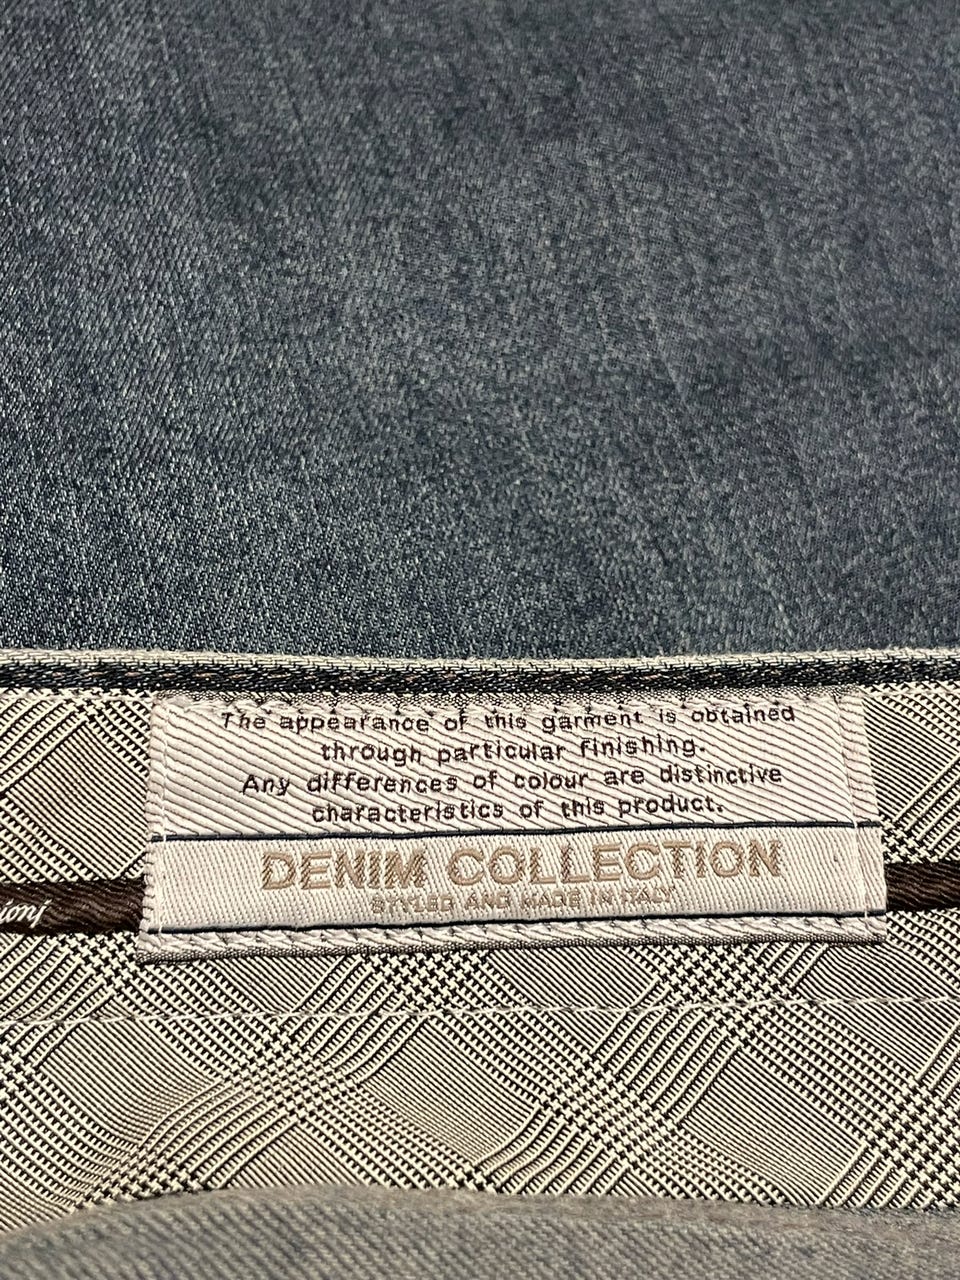 The appearance of this garment is obtained
through particular finishing.
Any differences of colour are distinctive
characteristics of this product.
DENIM COLLECTION
STYLED AND MADE IN ITALY